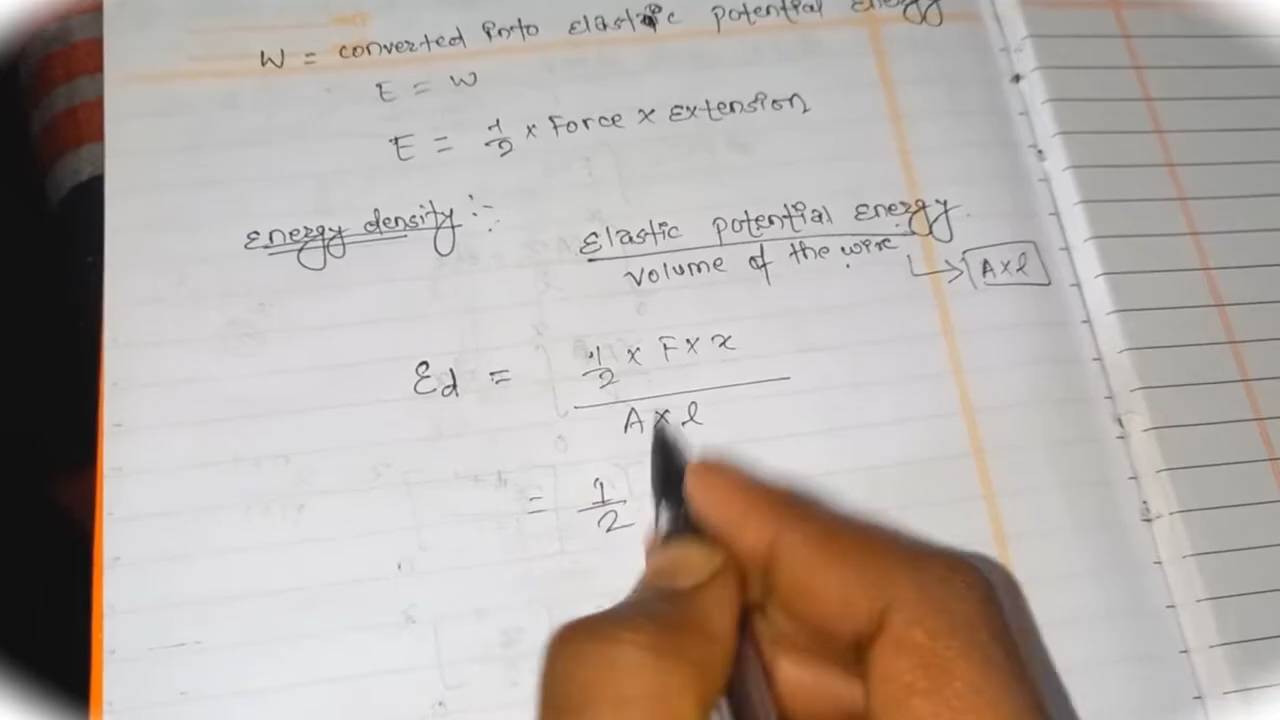 W = converted into elastic potential energy
E = W
E = 1/2 × Force × Extension
Energy density :-
Elastic potential energy
volume of the wire → A×l
Ed = 1/2 × F × x
A × l
= 1/2